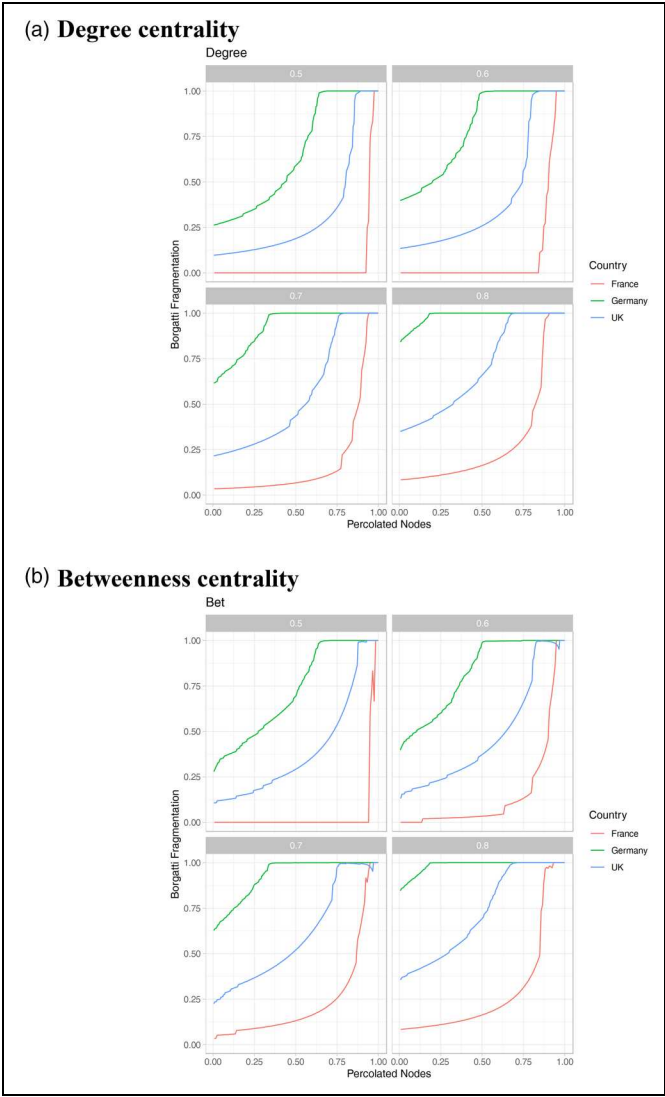 (a) Degree centrality
Degree
0.5 0.6
1.00
0.75
0.50
0.25
0.00
0.7 0.8
1.00
0.75
0.50
0.25
0.00
0.00 0.25 0.50 0.75 1.00 0.00 0.25 0.50 0.75 1.00
Percolated Nodes
Borgatti Fragmentation
Country
France
Germany
UK
(b) Betweenness centrality
Bet
0.5 0.6
1.00
0.75
0.50
0.25
0.00
0.7 0.8
1.00
0.75
0.50
0.25
0.00
0.00 0.25 0.50 0.75 1.00 0.00 0.25 0.50 0.75 1.00
Percolated Nodes
Borgatti Fragmentation
Country
France
Germany
UK